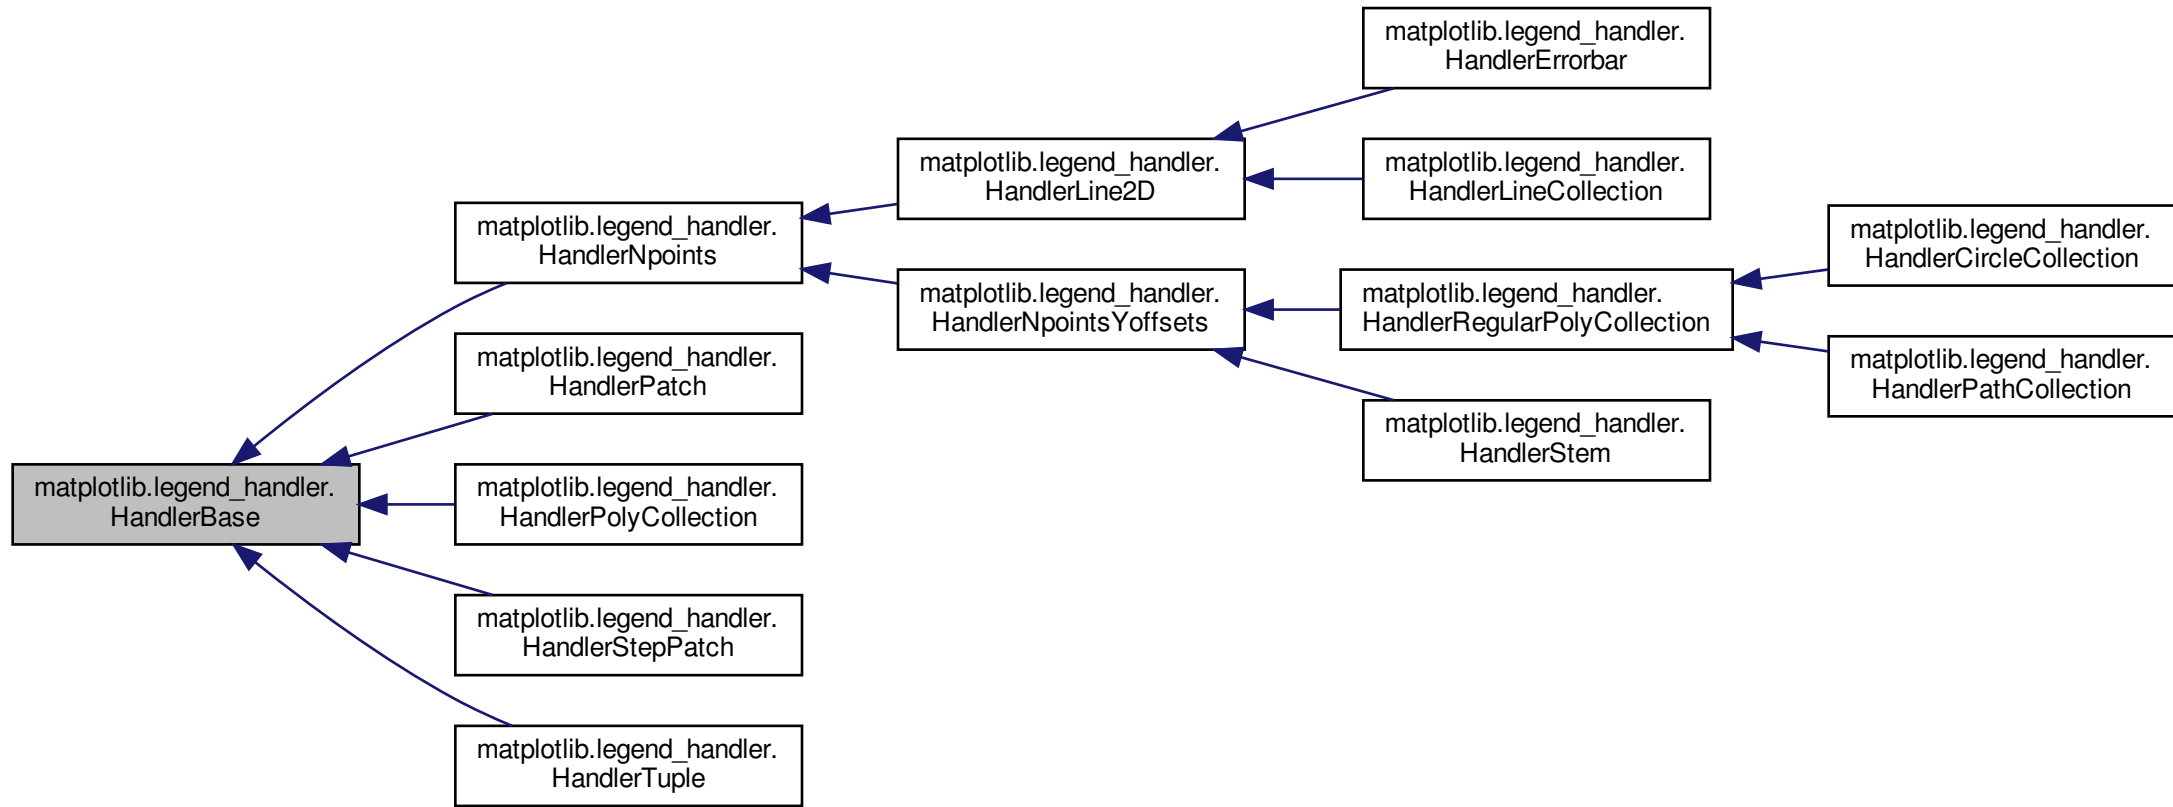 matplotlib.legend_handler.
HandlerErrorbar
matplotlib.legend_handler.
HandlerLine2D
matplotlib.legend_handler.
HandlerLineCollection
matplotlib.legend_handler.
HandlerNpoints
matplotlib.legend_handler.
HandlerCircleCollection
matplotlib.legend_handler.
HandlerNpointsYoffsets
matplotlib.legend_handler.
HandlerRegularPolyCollection
matplotlib.legend_handler.
HandlerPatch
matplotlib.legend_handler.
HandlerPathCollection
matplotlib.legend_handler.
HandlerStem
matplotlib.legend_handler.
HandlerBase
matplotlib.legend_handler.
HandlerPolyCollection
matplotlib.legend_handler.
HandlerStepPatch
matplotlib.legend_handler.
HandlerTuple